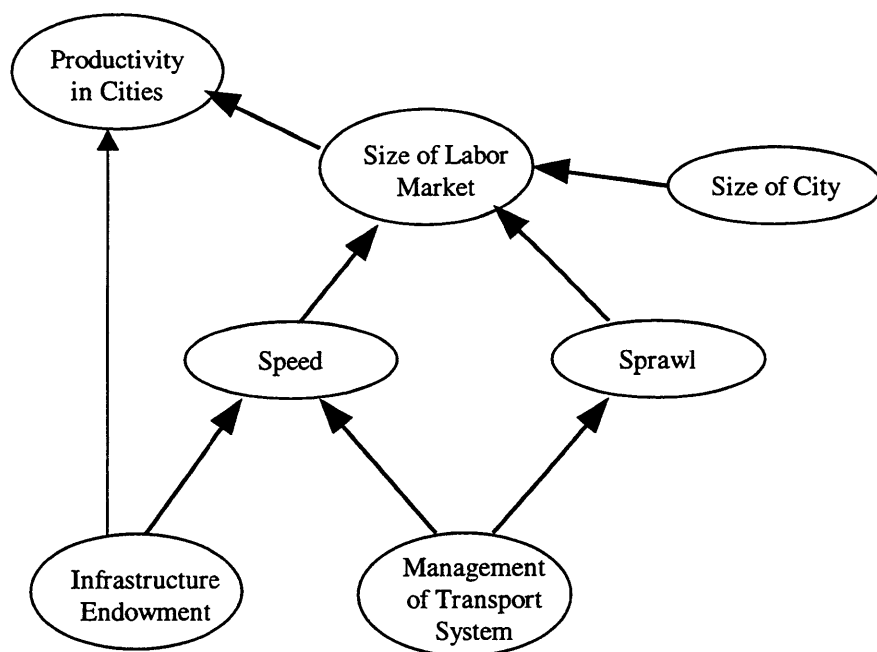 Productivity
in Cities
Size of Labor
Market
Size of City
Speed
Sprawl
Infrastructure
Endowment
Management
of Transport
System